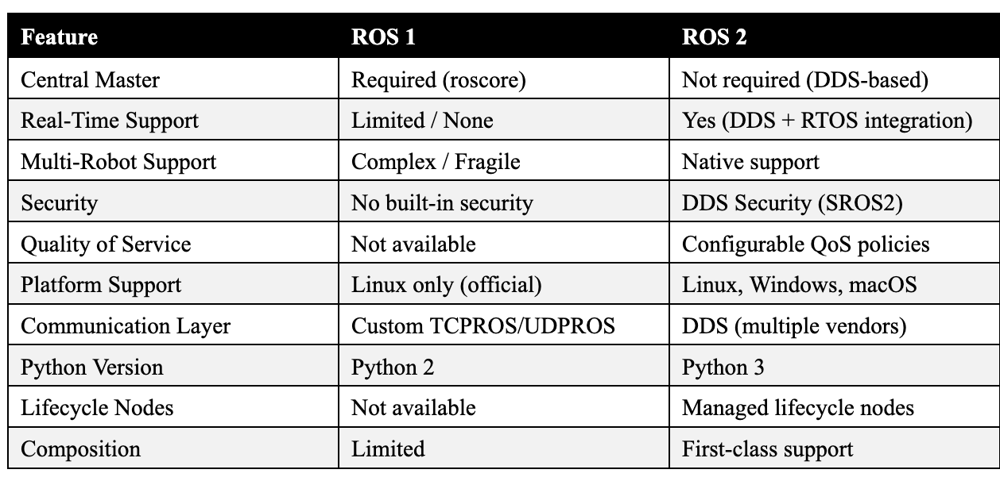 Feature ROS 1 ROS 2
Central Master Required (roscore) Not required (DDS-based)
Real-Time Support Limited / None Yes (DDS + RTOS integration)
Multi-Robot Support Complex / Fragile Native support
Security No built-in security DDS Security (SROS2)
Quality of Service Not available Configurable QoS policies
Platform Support Linux only (official) Linux, Windows, macOS
Communication Layer Custom TCPROS/UDPROS DDS (multiple vendors)
Python Version Python 2 Python 3
Lifecycle Nodes Not available Managed lifecycle nodes
Composition Limited First-class support